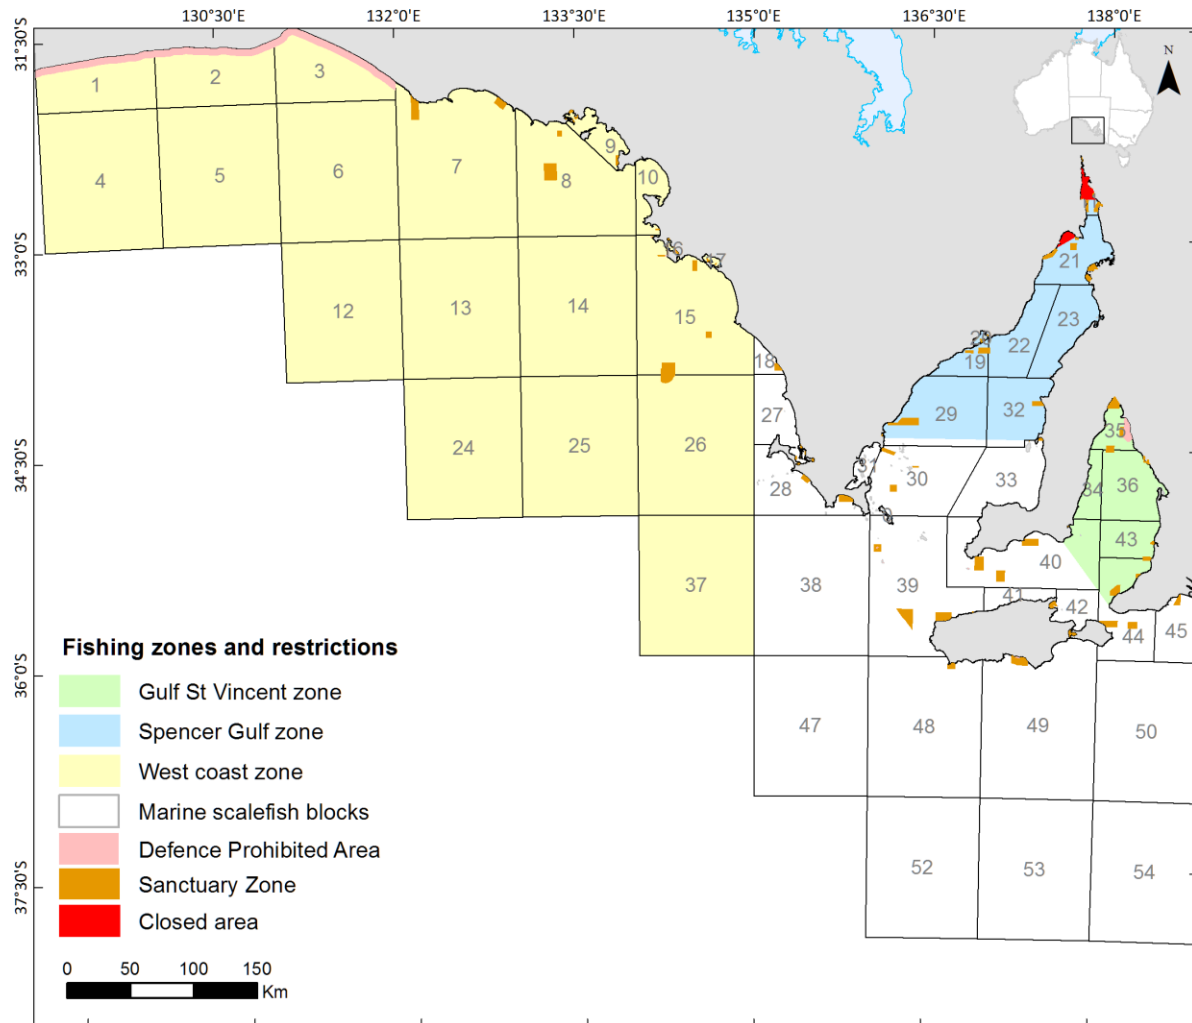 130°30'E 132°0'E 133°30'E 135°0'E 136°30'E 138°0'E
31°30'S
33°0'S
34°30'S
36°0'S
37°30'S
N
1 2 3
4 5 6 7 8 9 10
12 13 14 15 16 17
18 19 20 21 22 23
24 25 26 27 28 29 30 31 32 33
34 35 36
37 38 39 40 41 42 43 44 45
47 48 49 50
52 53 54
Fishing zones and restrictions
Gulf St Vincent zone
Spencer Gulf zone
West coast zone
Marine scalefish blocks
Defence Prohibited Area
Sanctuary Zone
Closed area
0 50 100 150
Km